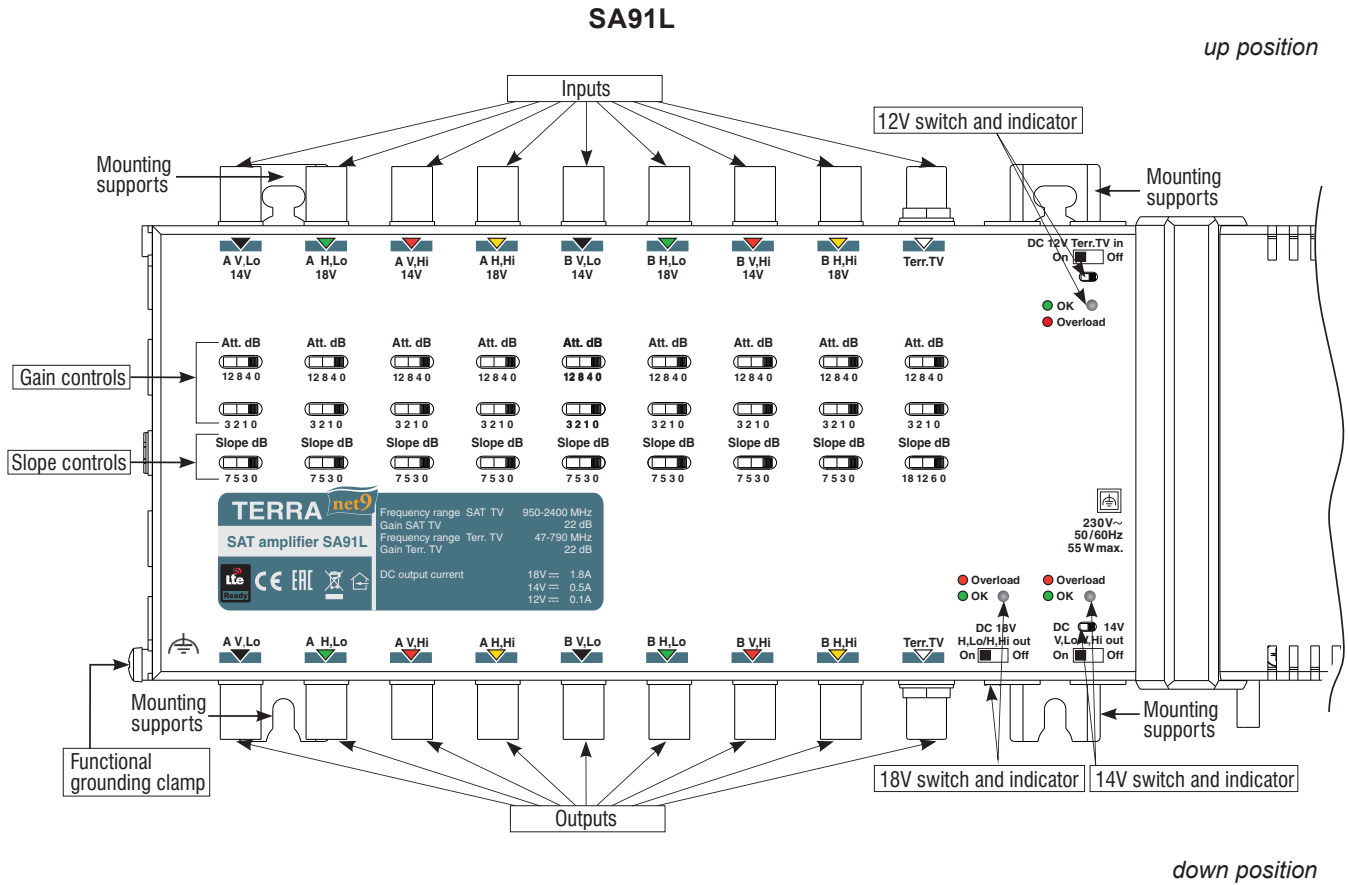 SA91L
up position
Inputs
12V switch and indicator
Mounting
supports
Mounting
supports
A V,Lo
14V
A H,Lo
18V
A V,Hi
14V
A H,Hi
18V
B V,Lo
14V
B H,Lo
18V
B V,Hi
14V
B H,Hi
18V
Terr.TV
DC 12V Terr.TV in
On Off
OK
Overload
Gain controls
Att. dB Att. dB Att. dB Att. dB Att. dB Att. dB Att. dB Att. dB Att. dB
12 8 4 0 12 8 4 0 12 8 4 0 12 8 4 0 12 8 4 0 12 8 4 0 12 8 4 0 12 8 4 0 12 8 4 0
3 2 1 0 3 2 1 0 3 2 1 0 3 2 1 0 3 2 1 0 3 2 1 0 3 2 1 0 3 2 1 0 3 2 1 0
Slope controls
Slope dB Slope dB Slope dB Slope dB Slope dB Slope dB Slope dB Slope dB Slope dB
7 5 3 0 7 5 3 0 7 5 3 0 7 5 3 0 7 5 3 0 7 5 3 0 7 5 3 0 7 5 3 0 18 12 6 0
TERRA net9
SAT amplifier SA91L
Lte
Ready
CE EAC
Frequency range SAT TV 950-2400 MHz
Gain SAT TV 22 dB
Frequency range Terr. TV 47-790 MHz
Gain Terr. TV 22 dB
DC output current 18V 1.8A
14V 0.5A
12V 0.1A
230V~
50/60Hz
55 W max.
Overload
OK
DC 18V
H,Lo/H,Hi out
On Off
Overload
OK
DC 14V
V,Lo/V,Hi out
On Off
A V,Lo A H,Lo A V,Hi A H,Hi B V,Lo B H,Lo B V,Hi B H,Hi Terr.TV
Mounting
supports
Mounting
supports
Functional
grounding clamp
18V switch and indicator
14V switch and indicator
Outputs
down position